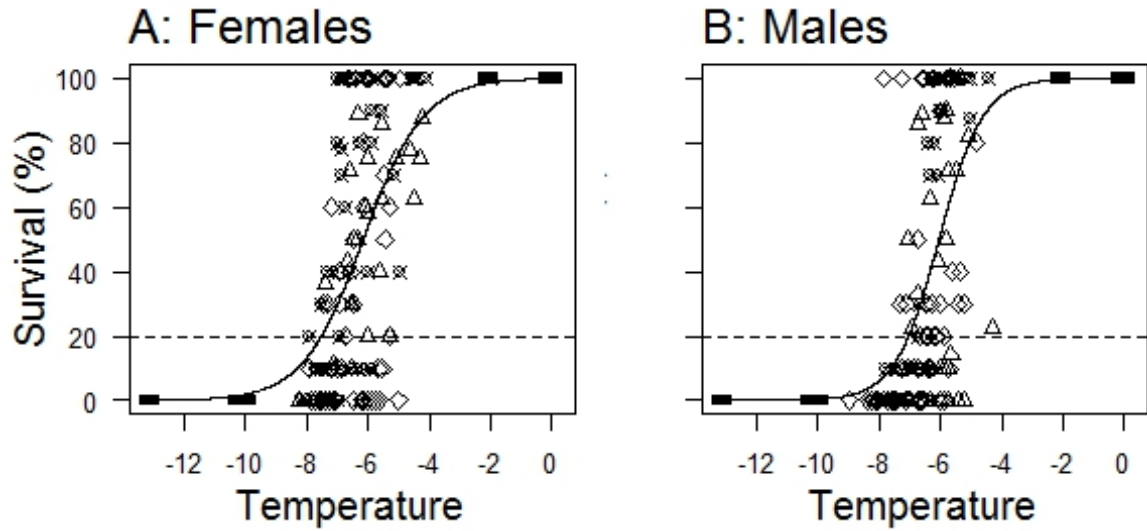 A: Females
B: Males
Survival (%)
100
80
60
40
20
0
-12 -10 -8 -6 -4 -2 0
-12 -10 -8 -6 -4 -2 0
Temperature
Temperature